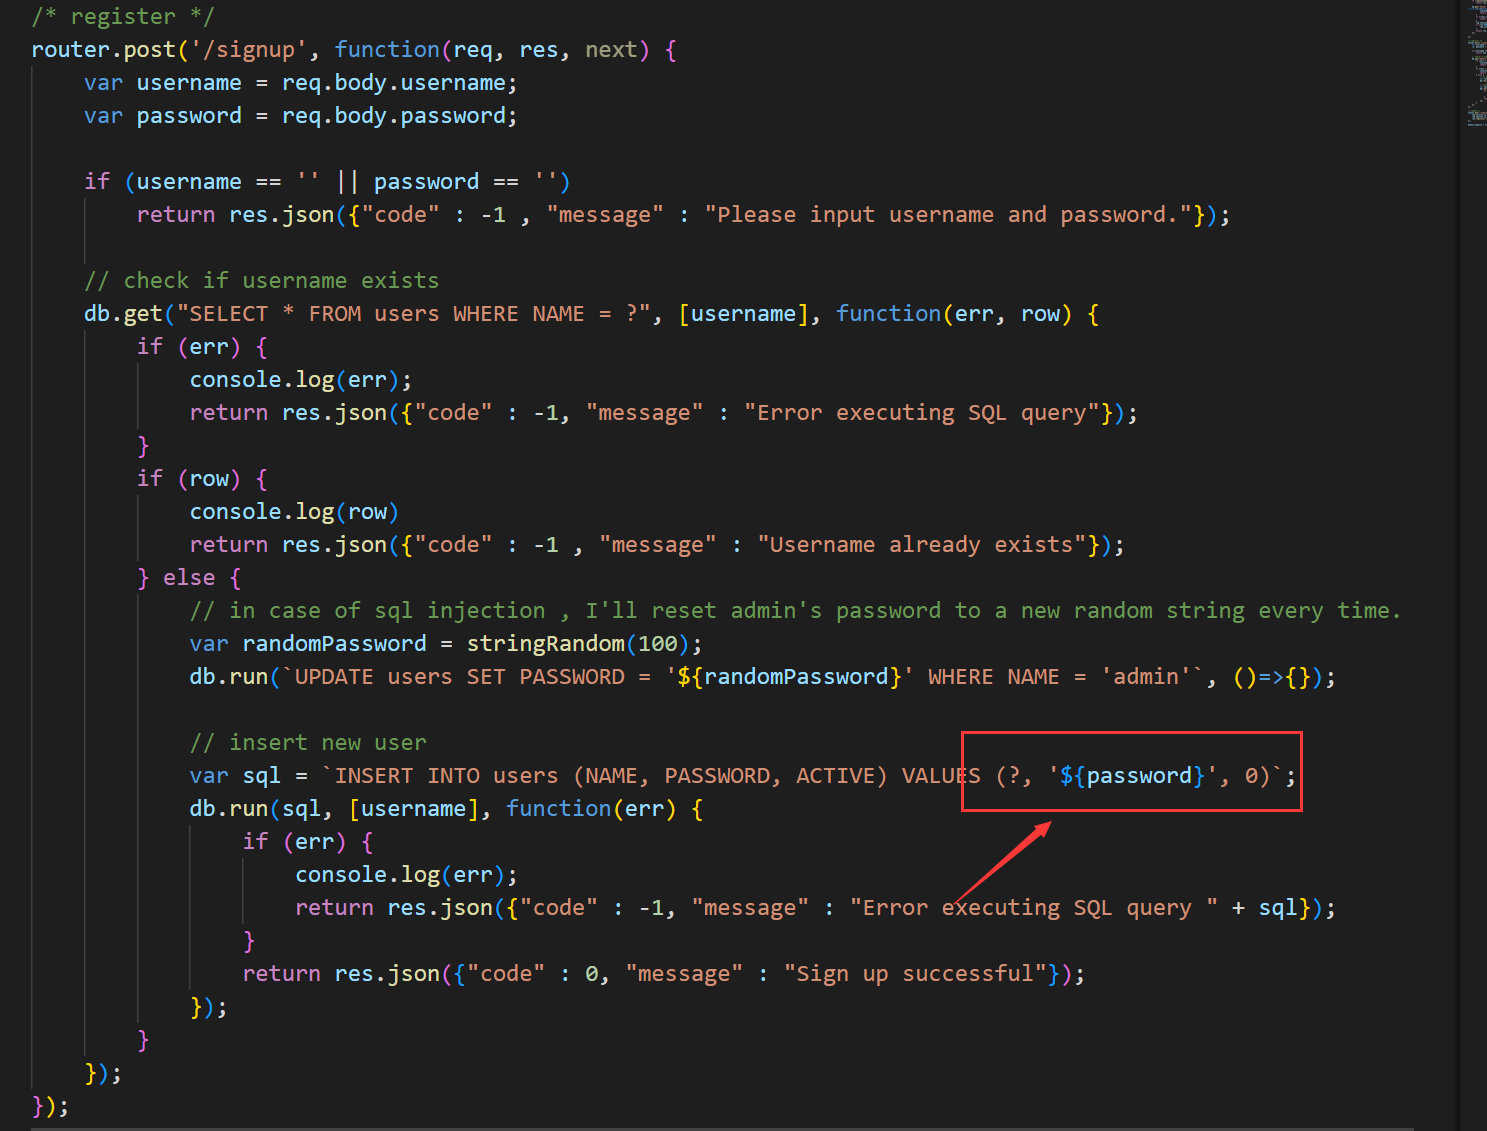 /* register */
router.post('/signup', function(req, res, next) {
    var username = req.body.username;
    var password = req.body.password;

    if (username == '' || password == '')
        return res.json({"code" : -1 , "message" : "Please input username and password."});

    // check if username exists
    db.get("SELECT * FROM users WHERE NAME = ?", [username], function(err, row) {
        if (err) {
            console.log(err);
            return res.json({"code" : -1, "message" : "Error executing SQL query"});
        }
        if (row) {
            console.log(row)
            return res.json({"code" : -1 , "message" : "Username already exists"});
        } else {
            // in case of sql injection , I'll reset admin's password to a new random string every time.
            var randomPassword = stringRandom(100);
            db.run(`UPDATE users SET PASSWORD = '${randomPassword}' WHERE NAME = 'admin'`, ()=>{});

            // insert new user
            var sql = `INSERT INTO users (NAME, PASSWORD, ACTIVE) VALUES (?, '${password}', 0)`;
            db.run(sql, [username], function(err) {
                if (err) {
                    console.log(err);
                    return res.json({"code" : -1, "message" : "Error executing SQL query " + sql});
                }
                return res.json({"code" : 0, "message" : "Sign up successful"});
            });
        }
    });
});